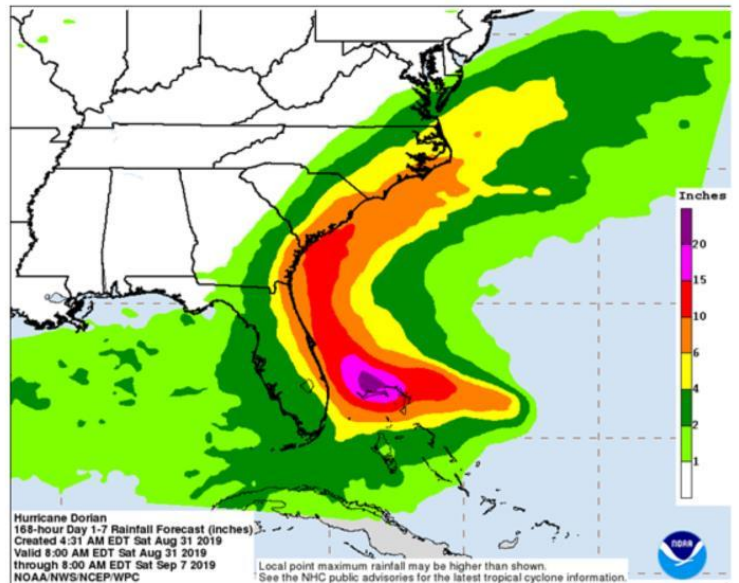 Inches
20
15
10
6
4
2
1
Hurricane Dorian
168-hour Day 1-7 Rainfall Forecast (inches)
Created 4:31 AM EDT Sat Aug 31 2019
Valid 8:00 AM EDT Sat Aug 31 2019
through 8:00 AM EDT Sat Sep 7 2019
NOAA/NWS/NCEP/WPC
Local point maximum rainfall may be higher than shown.
See the NHC public advisories for the latest tropical cyclone information.
NOAA